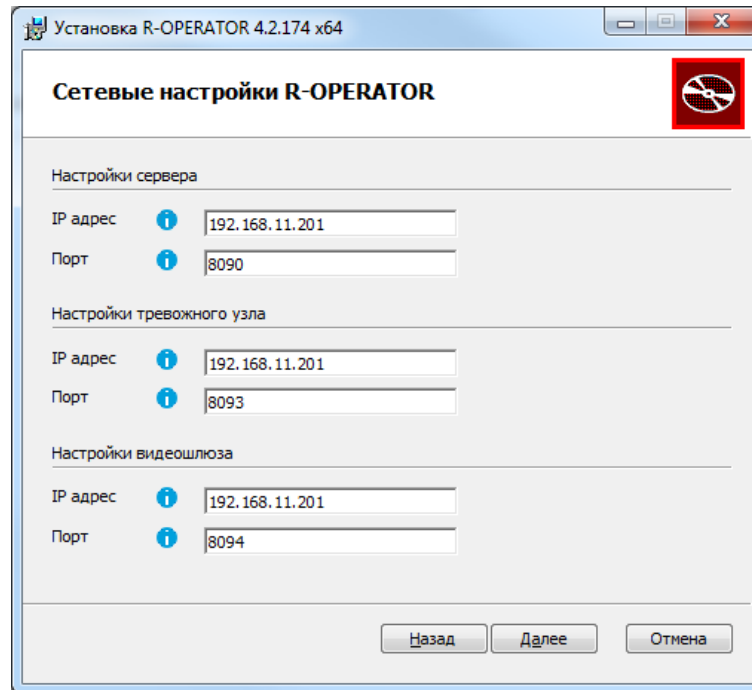 Установка R-OPERATOR 4.2.174 x64
Сетевые настройки R-OPERATOR
Настройки сервера
IP адрес 192.168.11.201
Порт 8090
Настройки тревожного узла
IP адрес 192.168.11.201
Порт 8093
Настройки видеошлюза
IP адрес 192.168.11.201
Порт 8094
Назад Далее Отмена